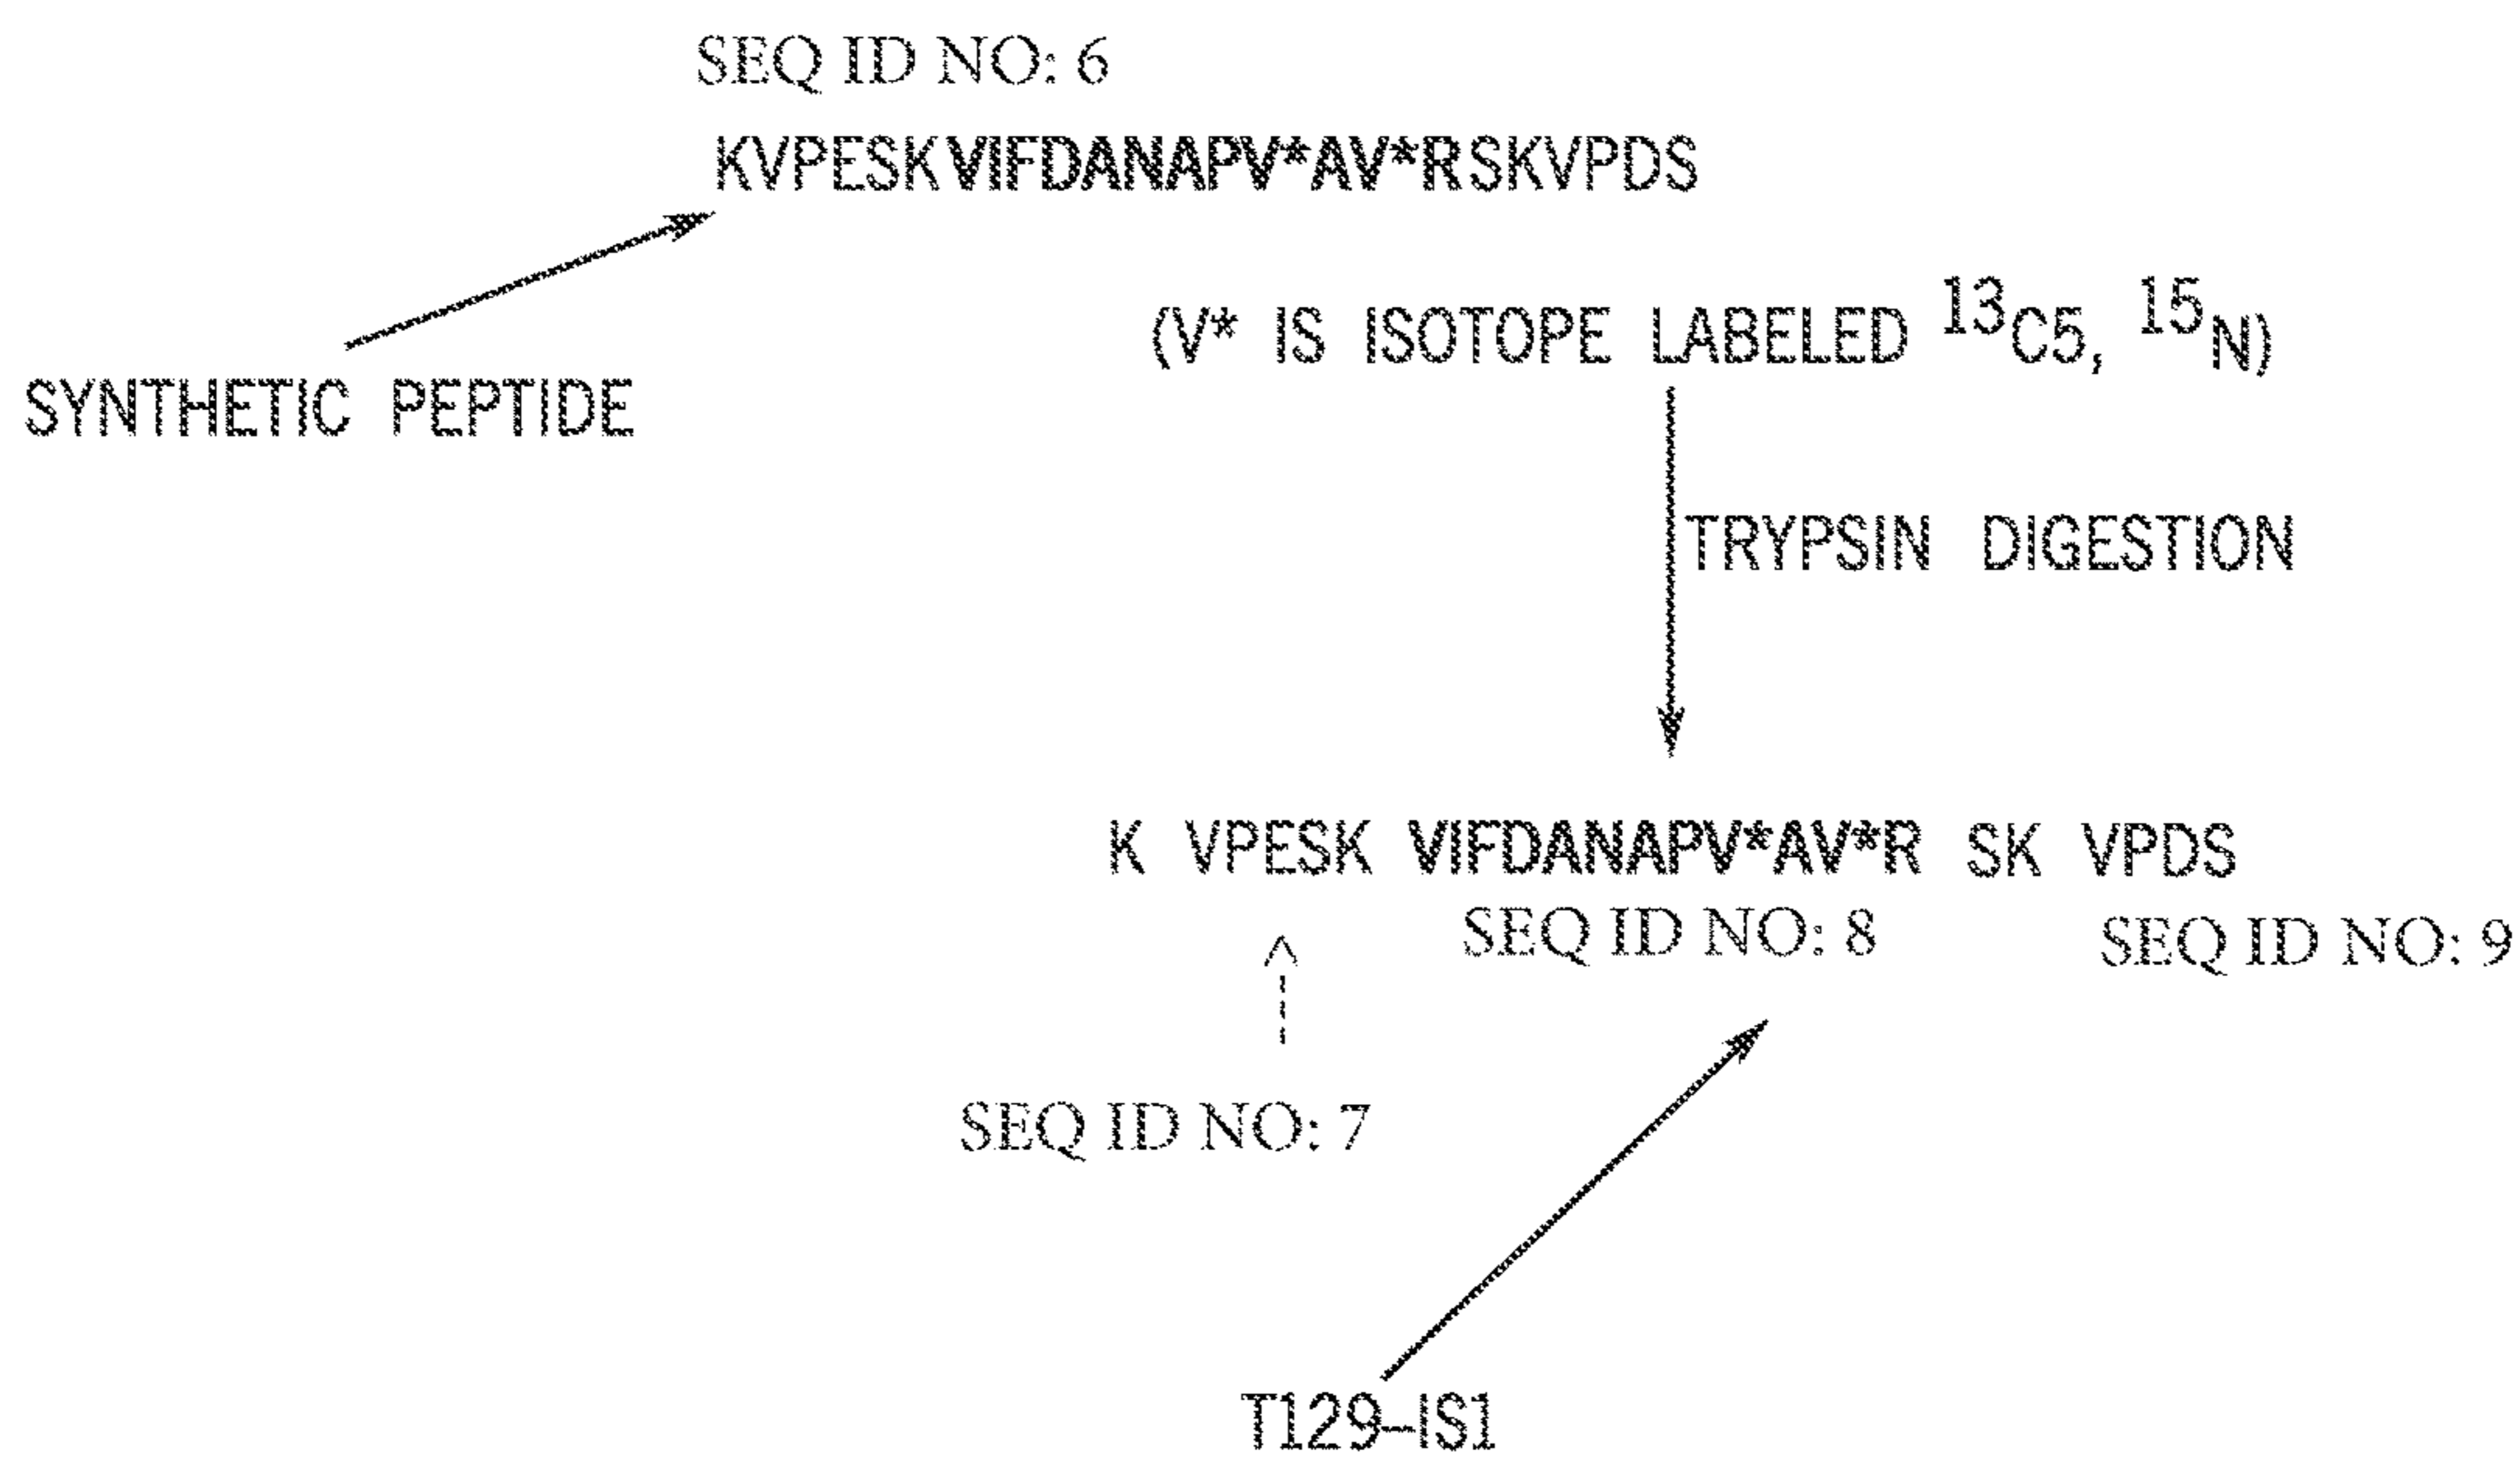 SEQ ID NO: 6
KVPESKVIFDANAPV*AV*RSKVPDS
(V* IS ISOTOPE LABELED ¹³C5, ¹⁵N)
SYNTHETIC PEPTIDE
TRYPSIN DIGESTION
K VPESK VIFDANAPV*AV*R SK VPDS
SEQ ID NO: 8
SEQ ID NO: 9
SEQ ID NO: 7
T129-IS1